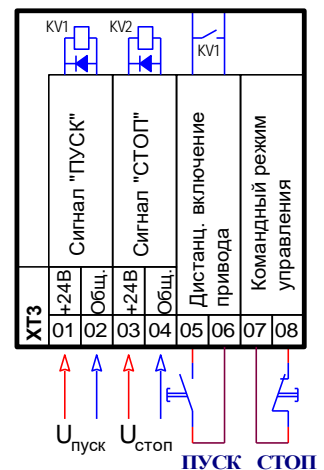 KV1 KV2
KV1
Сигнал "ПУСК"
Сигнал "СТОП"
Дистанц. включение
привода
Командный режим
управления
+24В
Общ.
+24В
Общ.
XT3 01 02 03 04 05 06 07 08
Uпуск Uстоп
ПУСК СТОП